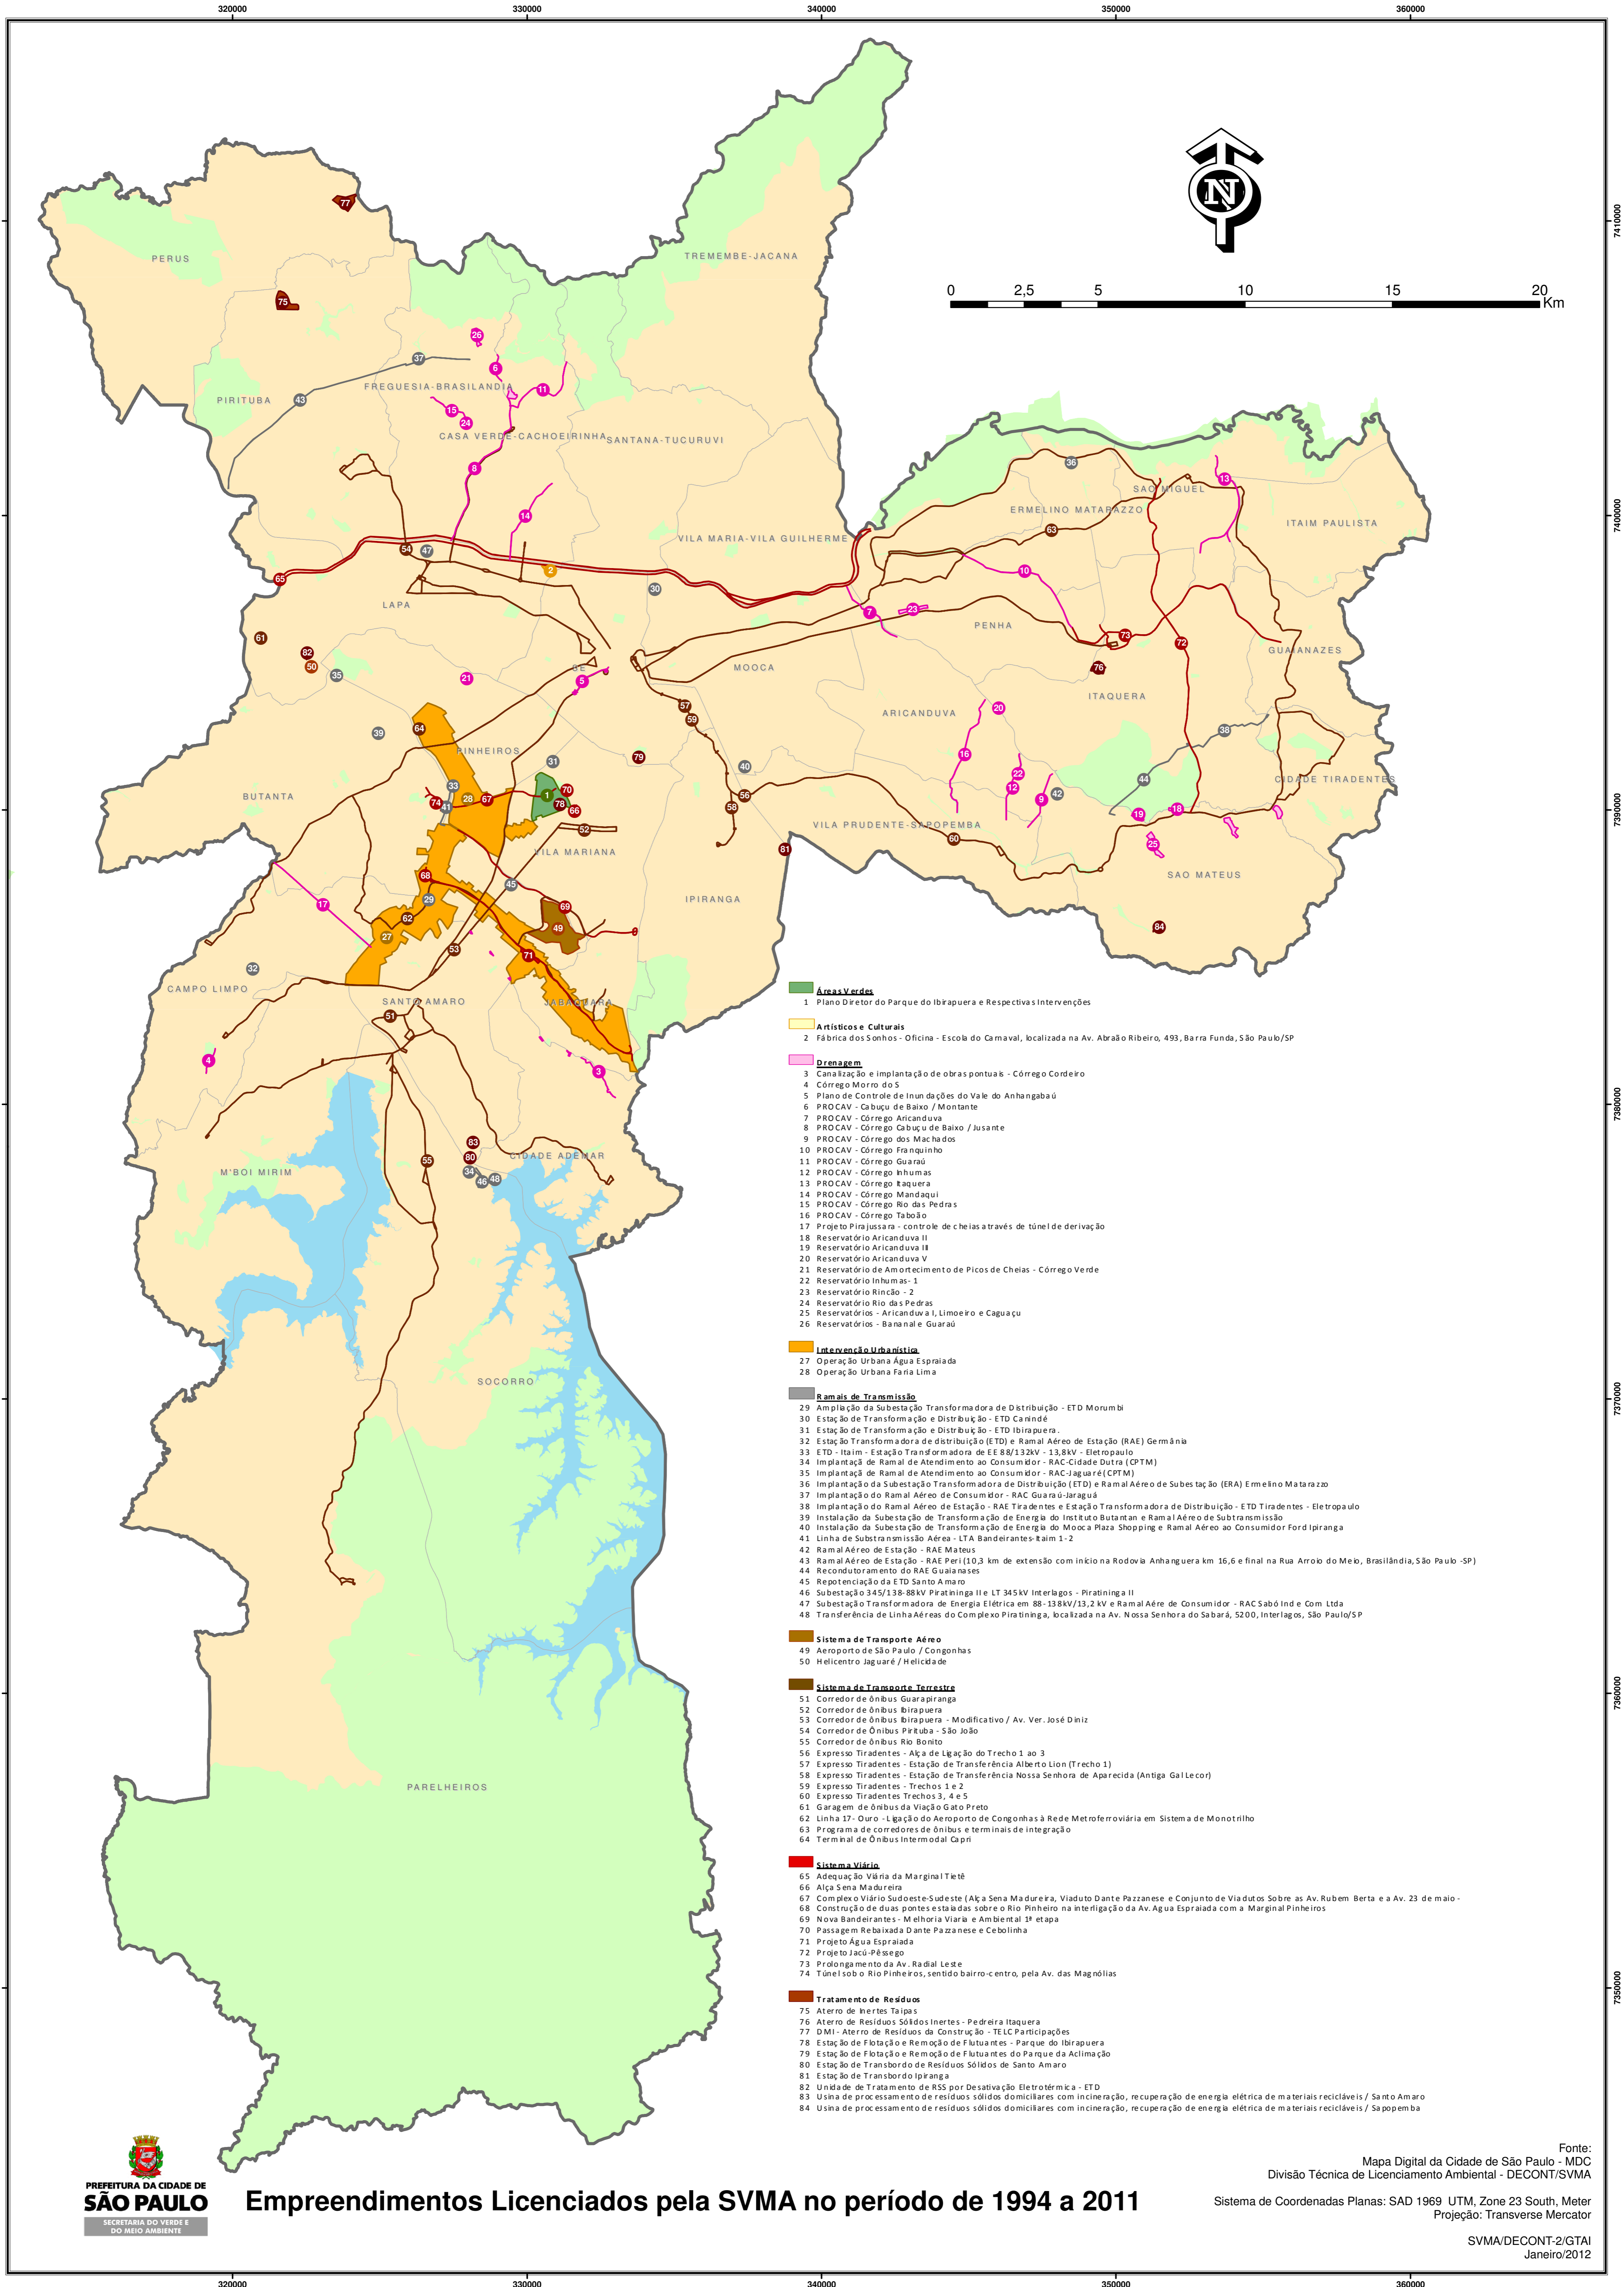 320000 330000 340000 350000 360000
7410000
7400000
7390000
7380000
7370000
7360000
7350000
0 2,5 5 10 15 20 Km
N
PERUS
TREMEMBE-JACANA
PIRITUBA
FREGUESIA-BRASILANDIA
CASA VERDE-CACHOEIRINHA
SANTANA-TUCURUVI
SAO MIGUEL
ERMELINO MATARAZZO
ITAIM PAULISTA
VILA MARIA-VILA GUILHERME
LAPA
PENHA
GUAIANAZES
SE
MOOCA
ITAQUERA
ARICANDUVA
PINHEIROS
CIDADE TIRADENTES
BUTANTA
VILA PRUDENTE-SAPOPEMBA
VILA MARIANA
SAO MATEUS
IPIRANGA
CAMPO LIMPO
SANTO AMARO
JABAQUARA
CIDADE ADEMAR
M'BOI MIRIM
SOCORRO
PARELHEIROS
Áreas Verdes
1 Plano Diretor do Parque do Ibirapuera e Respectivas Intervenções
Artísticos e Culturais
2 Fábrica dos Sonhos - Oficina - Escola do Carnaval, localizada na Av. Abraão Ribeiro, 493, Barra Funda, São Paulo/SP
Drenagem
3 Canalização e implantação de obras pontuais - Córrego Cordeiro
4 Córrego Morro do S
5 Plano de Controle de Inundações do Vale do Anhangabaú
6 PROCAV - Cabuçu de Baixo / Montante
7 PROCAV - Córrego Aricanduva
8 PROCAV - Córrego Cabuçu de Baixo / Jusante
9 PROCAV - Córrego dos Machados
10 PROCAV - Córrego Franquinho
11 PROCAV - Córrego Guaraú
12 PROCAV - Córrego Inhumas
13 PROCAV - Córrego Itaquera
14 PROCAV - Córrego Mandaqui
15 PROCAV - Córrego Rio das Pedras
16 PROCAV - Córrego Taboão
17 Projeto Pirajussara - controle de cheias através de túnel de derivação
18 Reservatório Aricanduva II
19 Reservatório Aricanduva III
20 Reservatório Aricanduva V
21 Reservatório de Amortecimento de Picos de Cheias - Córrego Verde
22 Reservatório Inhumas- 1
23 Reservatório Rincão - 2
24 Reservatório Rio das Pedras
25 Reservatórios - Aricanduva I, Limoeiro e Caguaçu
26 Reservatórios - Bananal e Guaraú
Intervenção Urbanística
27 Operação Urbana Água Espraiada
28 Operação Urbana Faria Lima
Ramais de Transmissão
29 Ampliação da Subestação Transformadora de Distribuição - ETD Morumbi
30 Estação de Transformação e Distribuição - ETD Canindé
31 Estação de Transformação e Distribuição - ETD Ibirapuera.
32 Estação Transformadora de distribuição (ETD) e Ramal Aéreo de Estação (RAE) Germânia
33 ETD - Itaim - Estação Transformadora de EE 88/132kV - 13,8kV - Eletropaulo
34 Implantaçã de Ramal de Atendimento ao Consumidor - RAC-Cidade Dutra (CPTM)
35 Implantaçã de Ramal de Atendimento ao Consumidor - RAC-Jaguaré (CPTM)
36 Implantação da Subestação Transformadora de Distribuição (ETD) e Ramal Aéreo de Subestação (ERA) Ermelino Matarazzo
37 Implantação do Ramal Aéreo de Consumidor - RAC Guaraú-Jaraguá
38 Implantação do Ramal Aéreo de Estação - RAE Tiradentes e Estação Transformadora de Distribuição - ETD Tiradentes - Eletropaulo
39 Instalação da Subestação de Transformação de Energia do Instituto Butantan e Ramal Aéreo de Subtransmissão
40 Instalação da Subestação de Transformação de Energia do Mooca Plaza Shopping e Ramal Aéreo ao Consumidor Ford Ipiranga
41 Linha de Substransmissão Aérea - LTA Bandeirantes-Itaim 1-2
42 Ramal Aéreo de Estação - RAE Mateus
43 Ramal Aéreo de Estação - RAE Peri (10,3 km de extensão com início na Rodovia Anhanguera km 16,6 e final na Rua Arroio do Meio, Brasilândia, São Paulo -SP)
44 Recondutoramento do RAE Guaianases
45 Repotenciação da ETD Santo Amaro
46 Subestação 345/138-88kV Piratininga II e LT 345kV Interlagos - Piratininga II
47 Subestação Transformadora de Energia Elétrica em 88-138kV/13,2 kV e Ramal Aére de Consumidor - RAC Sabó Ind e Com Ltda
48 Transferência de Linha Aéreas do Complexo Piratininga, localizada na Av. Nossa Senhora do Sabará, 5200, Interlagos, São Paulo/SP
Sistema de Transporte Aéreo
49 Aeroporto de São Paulo / Congonhas
50 Helicentro Jaguaré / Helicidade
Sistema de Transporte Terrestre
51 Corredor de ônibus Guarapiranga
52 Corredor de ônibus Ibirapuera
53 Corredor de ônibus Ibirapuera - Modificativo / Av. Ver. José Diniz
54 Corredor de Ônibus Pirituba - São João
55 Corredor de ônibus Rio Bonito
56 Expresso Tiradentes - Alça de Ligação do Trecho 1 ao 3
57 Expresso Tiradentes - Estação de Transferência Alberto Lion (Trecho 1)
58 Expresso Tiradentes - Estação de Transferência Nossa Senhora de Aparecida (Antiga Gal Lecor)
59 Expresso Tiradentes - Trechos 1 e 2
60 Expresso Tiradentes Trechos 3, 4 e 5
61 Garagem de ônibus da Viação Gato Preto
62 Linha 17- Ouro - Ligação do Aeroporto de Congonhas à Rede Metroferroviária em Sistema de Monotrilho
63 Programa de corredores de ônibus e terminais de integração
64 Terminal de Ônibus Intermodal Capri
Sistema Viário
65 Adequação Viária da Marginal Tietê
66 Alça Sena Madureira
67 Complexo Viário Sudoeste-Sudeste (Alça Sena Madureira, Viaduto Dante Pazzanese e Conjunto de Viadutos Sobre as Av. Rubem Berta e a Av. 23 de maio -
68 Construção de duas pontes estaiadas sobre o Rio Pinheiro na interligação da Av. Agua Espraiada com a Marginal Pinheiros
69 Nova Bandeirantes - Melhoria Viaria e Ambiental 1ª etapa
70 Passagem Rebaixada Dante Pazzanese e Cebolinha
71 Projeto Água Espraiada
72 Projeto Jacú-Pêssego
73 Prolongamento da Av. Radial Leste
74 Túnel sob o Rio Pinheiros, sentido bairro-centro, pela Av. das Magnólias
Tratamento de Resíduos
75 Aterro de Inertes Taipas
76 Aterro de Resíduos Sólidos Inertes - Pedreira Itaquera
77 DMI - Aterro de Resíduos da Construção - TELC Participações
78 Estação de Flotação e Remoção de Flutuantes - Parque do Ibirapuera
79 Estação de Flotação e Remoção de Flutuantes do Parque da Aclimação
80 Estação de Transbordo de Resíduos Sólidos de Santo Amaro
81 Estação de Transbordo Ipiranga
82 Unidade de Tratamento de RSS por Desativação Eletrotérmica - ETD
83 Usina de processamento de resíduos sólidos domiciliares com incineração, recuperação de energia elétrica de materiais recicláveis / Santo Amaro
84 Usina de processamento de resíduos sólidos domiciliares com incineração, recuperação de energia elétrica de materiais recicláveis / Sapopemba
PREFEITURA DA CIDADE DE
SÃO PAULO
SECRETARIA DO VERDE E
DO MEIO AMBIENTE
Empreendimentos Licenciados pela SVMA no período de 1994 a 2011
Fonte:
Mapa Digital da Cidade de São Paulo - MDC
Divisão Técnica de Licenciamento Ambiental - DECONT/SVMA
Sistema de Coordenadas Planas: SAD 1969 UTM, Zone 23 South, Meter
Projeção: Transverse Mercator
SVMA/DECONT-2/GTAI
Janeiro/2012
320000 330000 340000 350000 360000